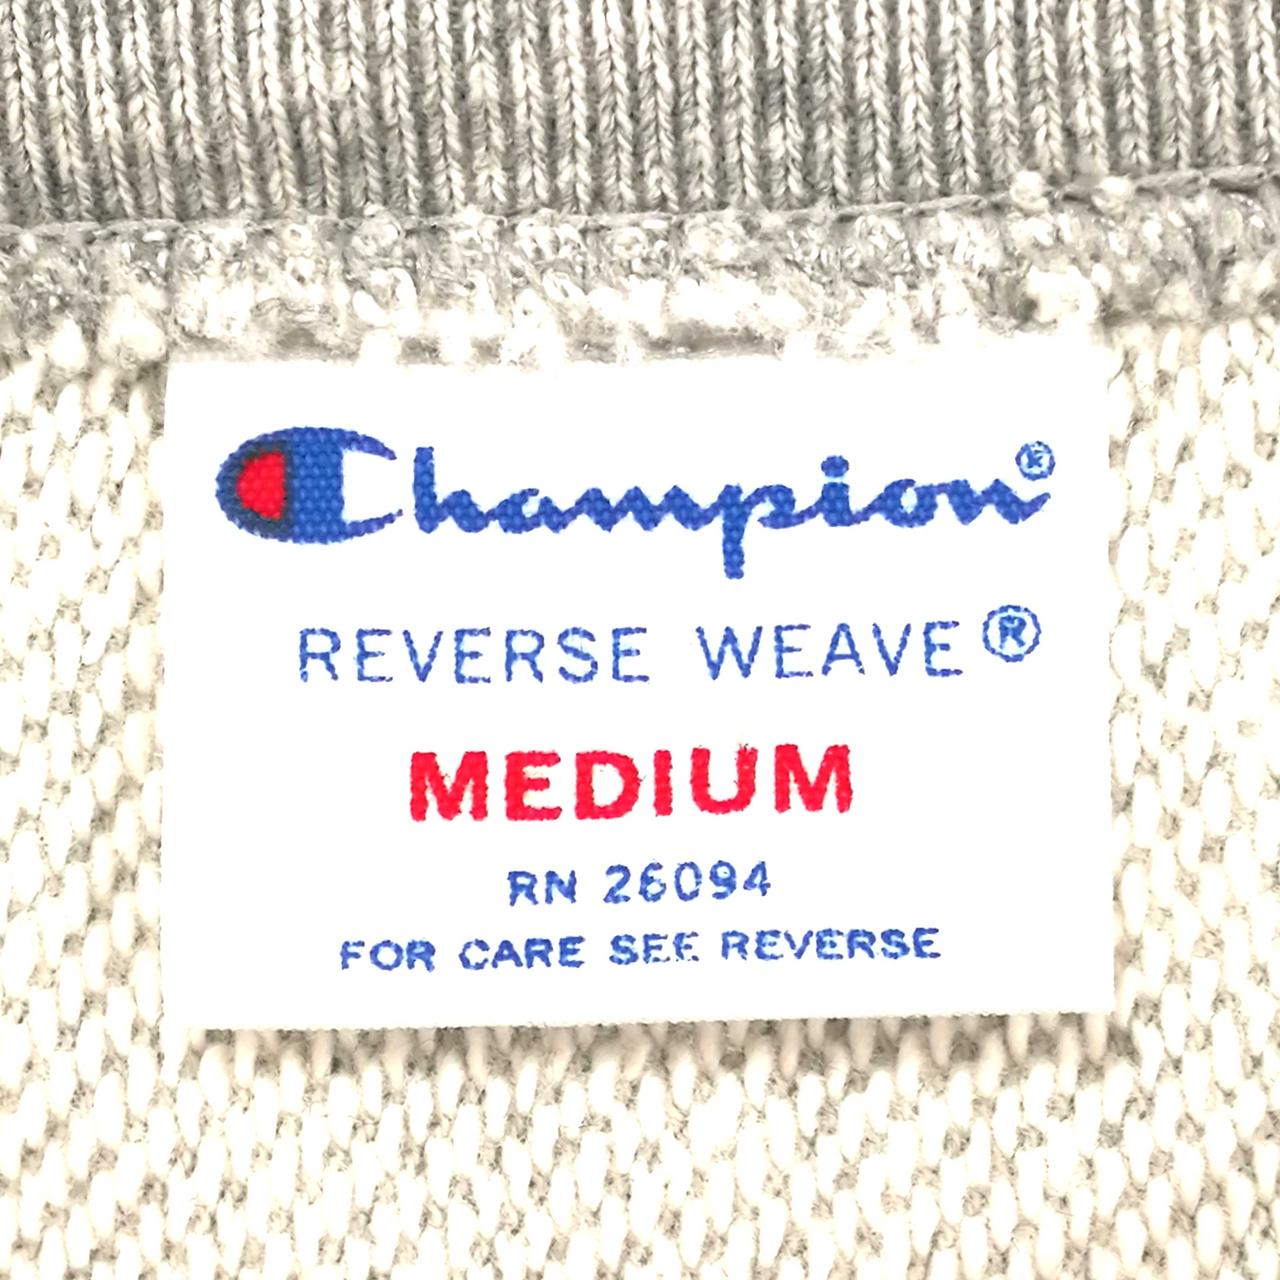 Champion®
REVERSE WEAVE®
MEDIUM
RN 26094
FOR CARE SEE REVERSE